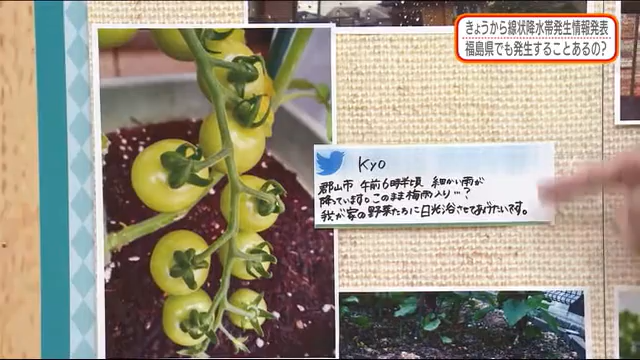 きょうから線状降水帯発生情報発表
福島県でも発生することあるの?
Kyo
郡山市 午前6時半頃 細かい雨が
降っています。このまま梅雨入り…?
我が家の野菜たちに日光浴させてあげたいです。